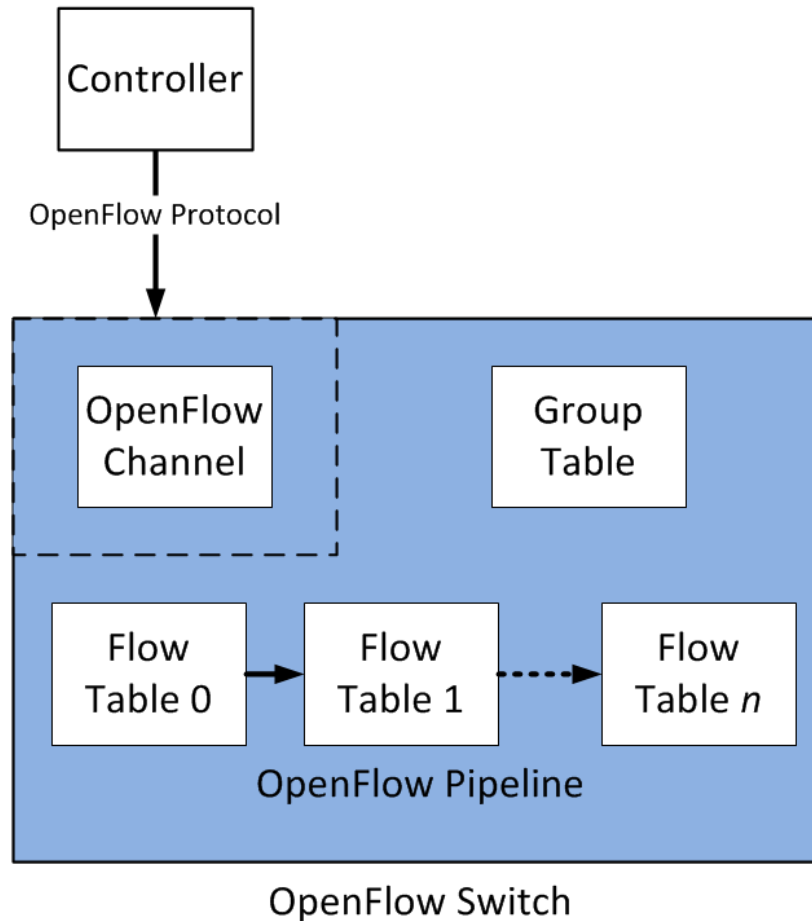 Controller
OpenFlow Protocol
OpenFlow
Channel
Group
Table
Flow
Table 0
Flow
Table 1
Flow
Table n
OpenFlow Pipeline
OpenFlow Switch